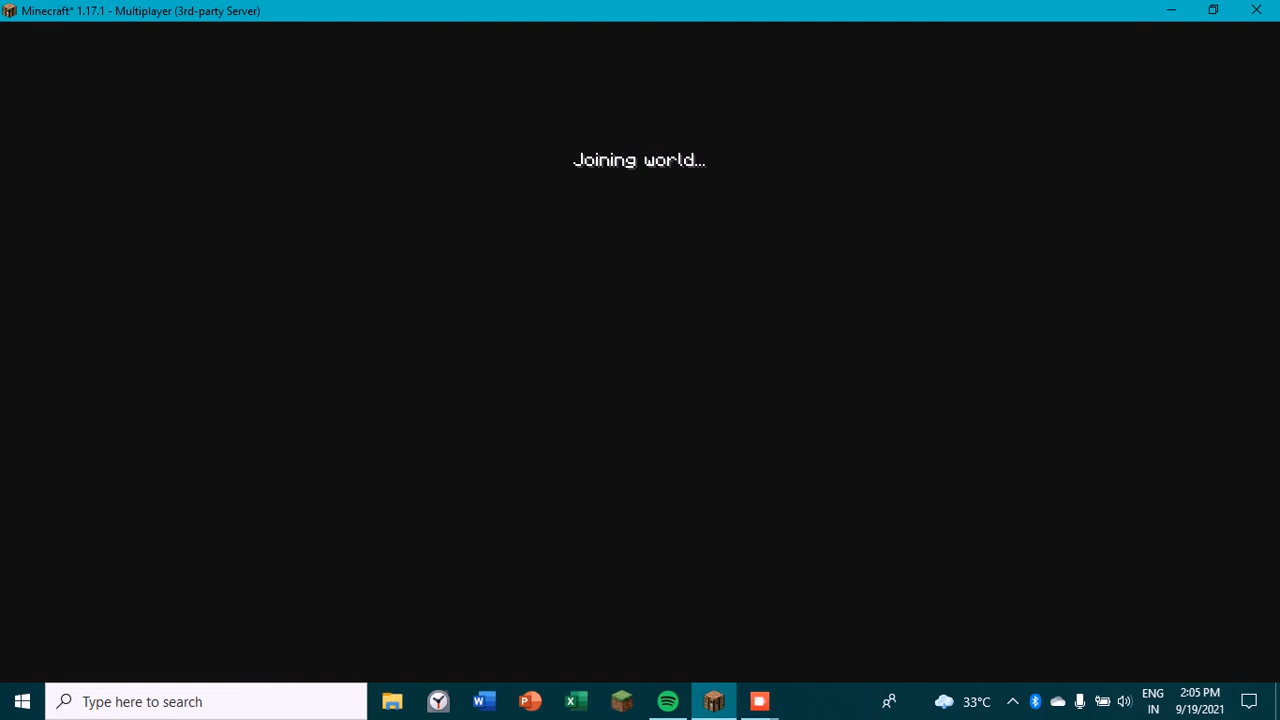 Minecraft* 1.17.1 - Multiplayer (3rd-party Server)
Joining world...
Type here to search
33°C
ENG
IN
2:05 PM
9/19/2021